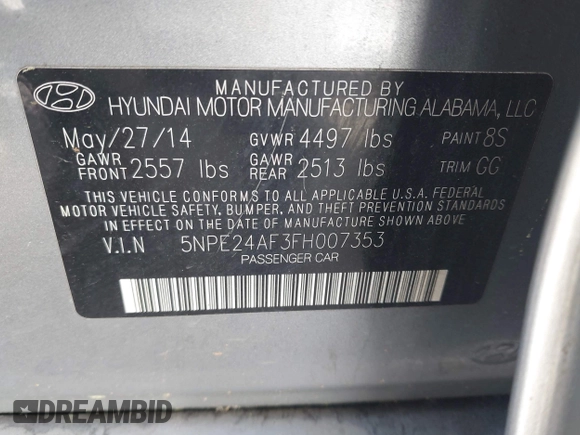 MANUFACTURED BY
HYUNDAI MOTOR MANUFACTURING ALABAMA, LLC
May/27/14 GVWR 4497 lbs PAINT 8S
GAWR FRONT 2557 lbs GAWR REAR 2513 lbs TRIM GG
THIS VEHICLE CONFORMS TO ALL APPLICABLE U.S.A. FEDERAL
MOTOR VEHICLE SAFETY, BUMPER, AND THEFT PREVENTION STANDARDS
IN EFFECT ON THE DATE OF MANUFACTURE SHOWN ABOVE
V.I.N 5NPE24AF3FH007353
PASSENGER CAR
DREAMBID